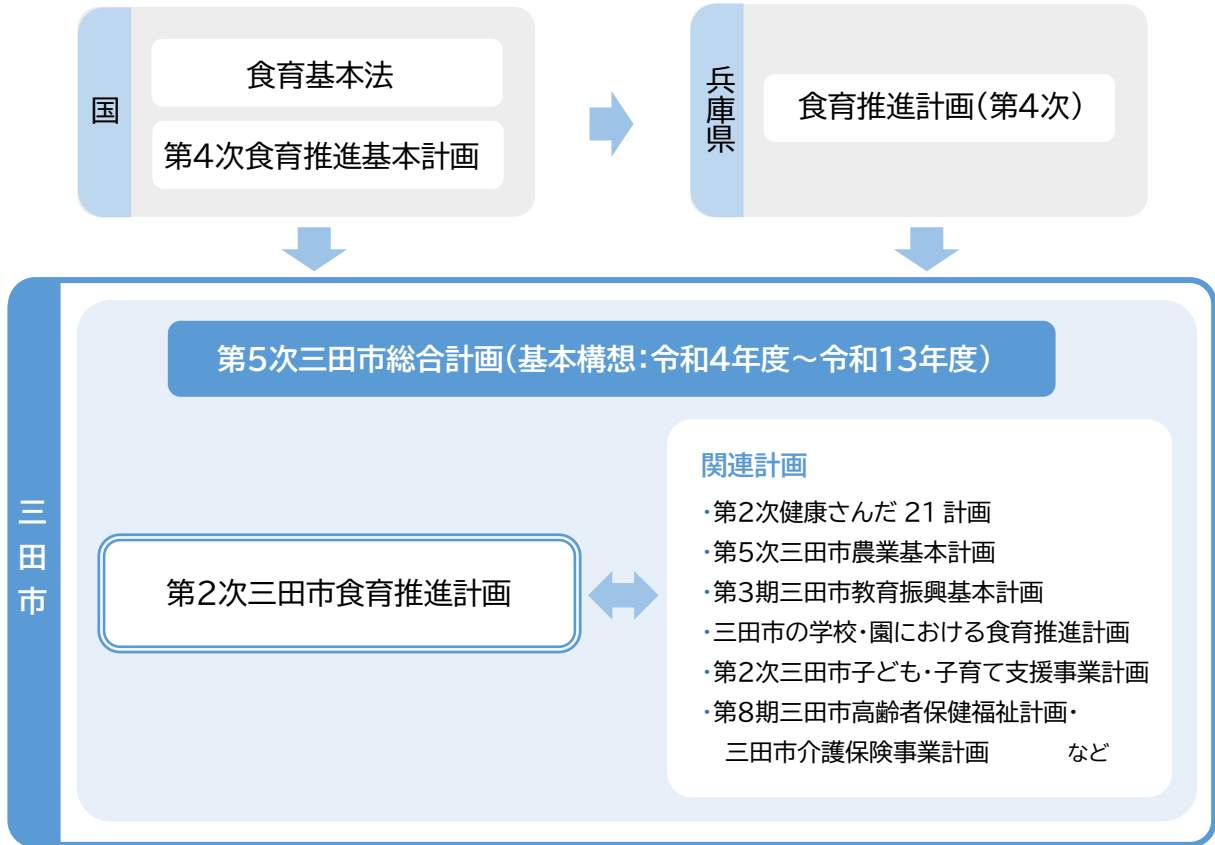 国
食育基本法
第4次食育推進基本計画
兵庫県
食育推進計画(第4次)
三田市
第5次三田市総合計画(基本構想:令和4年度~令和13年度)
第2次三田市食育推進計画
関連計画
・第2次健康さんだ 21 計画
・第5次三田市農業基本計画
・第3期三田市教育振興基本計画
・三田市の学校・園における食育推進計画
・第2次三田市子ども・子育て支援事業計画
・第8期三田市高齢者保健福祉計画・
三田市介護保険事業計画 など